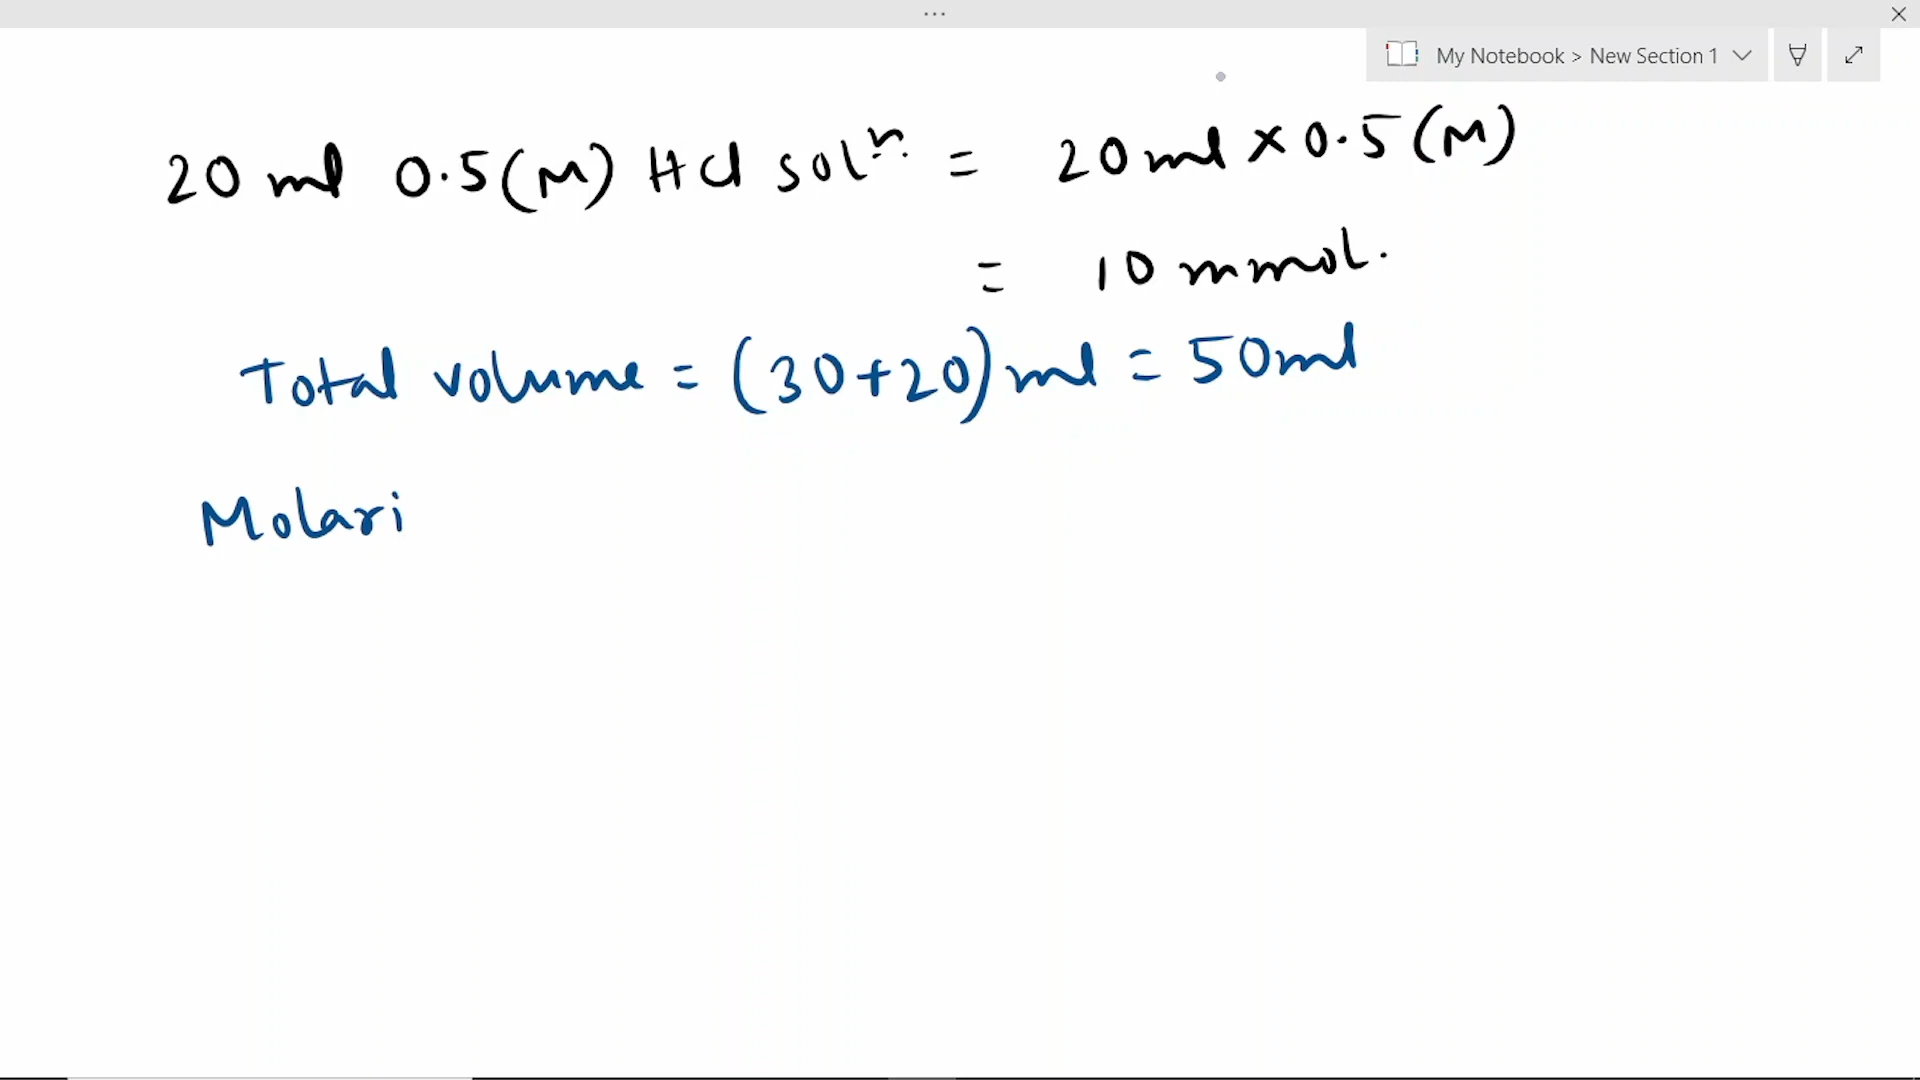 My Notebook > New Section 1
20 ml 0.5(M) HCl solⁿ. = 20 ml × 0.5 (M)
= 10 mmol.
Total volume = (30+20) ml = 50 ml
Molari